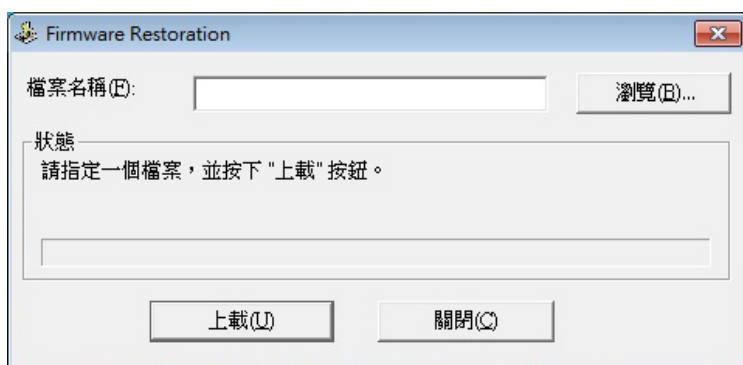 Firmware Restoration
檔案名稱(F):
瀏覽(B)...
狀態
請指定一個檔案，並按下 "上載" 按鈕。
上載(U)
關閉(C)